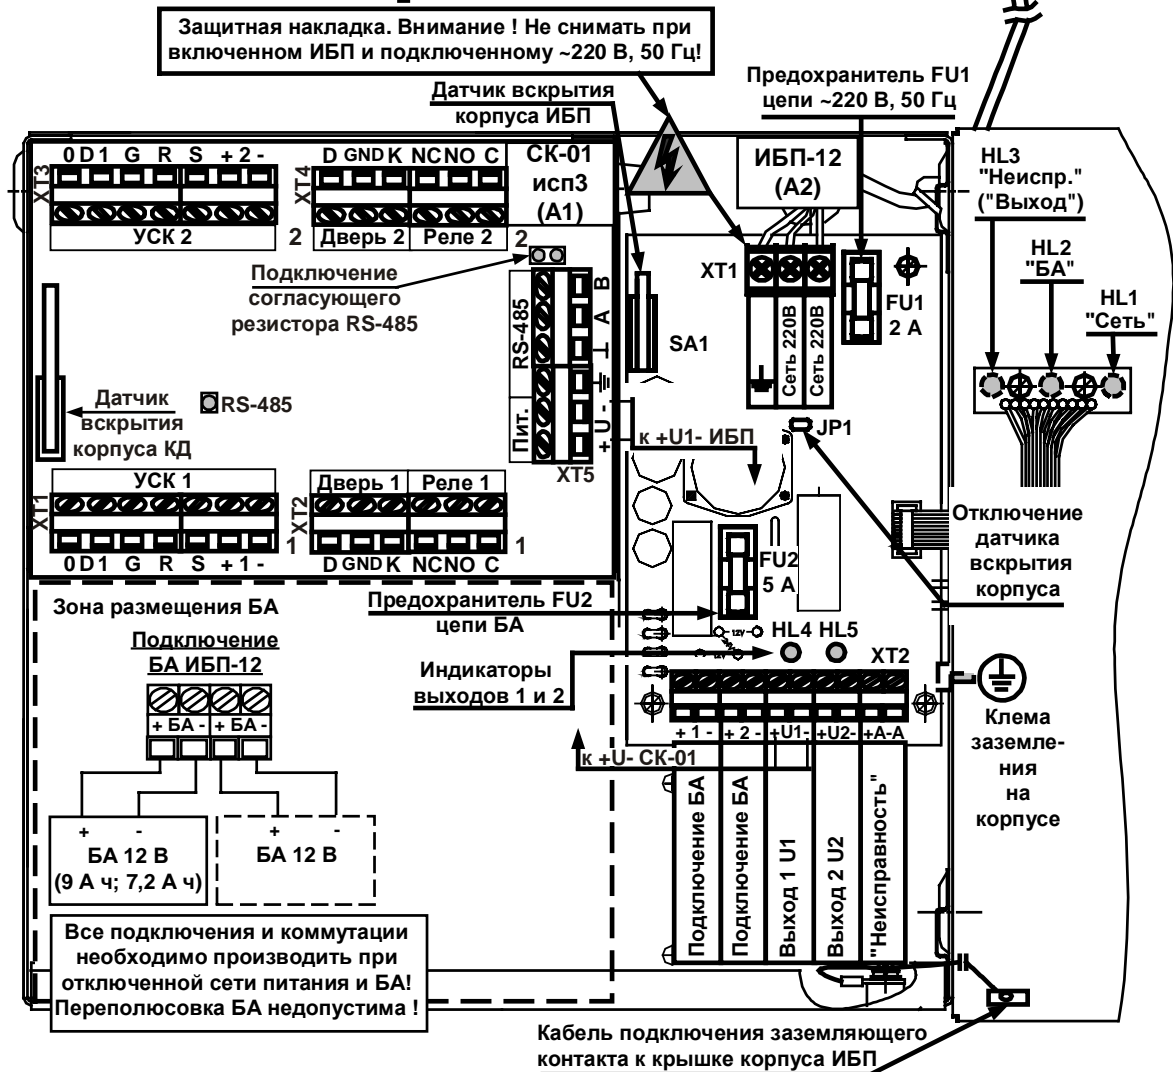 Защитная накладка. Внимание ! Не снимать при
включенном ИБП и подключенному ~220 В, 50 Гц!
Датчик вскрытия
корпуса ИБП
Предохранитель FU1
цепи ~220 В, 50 Гц
HL3
"Неиспр."
("Выход")
HL2
"БА"
HL1
"Сеть"
0 D 1 G R S + 2 -
XT3
УСК 2
2
D GND K NC NO C
XT4
Дверь 2 Реле 2
СК-01
исп3
(А1)
ИБП-12
(А2)
XT1
FU1
2 А
SA1
Сеть 220В
Сеть 220В
JP1
Подключение
согласующего
резистора RS-485
2
RS-485
B
A
⊥
Пит.
+ U -
XT5
Датчик
вскрытия
корпуса КД
RS-485
к +U1- ИБП
УСК 1
XT1
0 D 1 G R S + 1 -
1
Дверь 1 Реле 1
XT2
D GND K NC NO C
1
FU2
5 А
Отключение
датчика
вскрытия
корпуса
Зона размещения БА
Подключение
БА ИБП-12
+ БА - + БА -
+ -
БА 12 В
(9 А ч; 7,2 А ч)
+ -
БА 12 В
Предохранитель FU2
цепи БА
12V
12V
HL4 HL5
Индикаторы
выходов 1 и 2
XT2
+ 1 - + 2 - +U1- +U2- +A-A
к +U- СК-01
Подключение БА
Подключение БА
Выход 1 U1
Выход 2 U2
"Неисправность"
Клема
заземле-
ния
на
корпусе
Все подключения и коммутации
необходимо производить при
отключенной сети питания и БА!
Переполюсовка БА недопустима !
Кабель подключения заземляющего
контакта к крышке корпуса ИБП